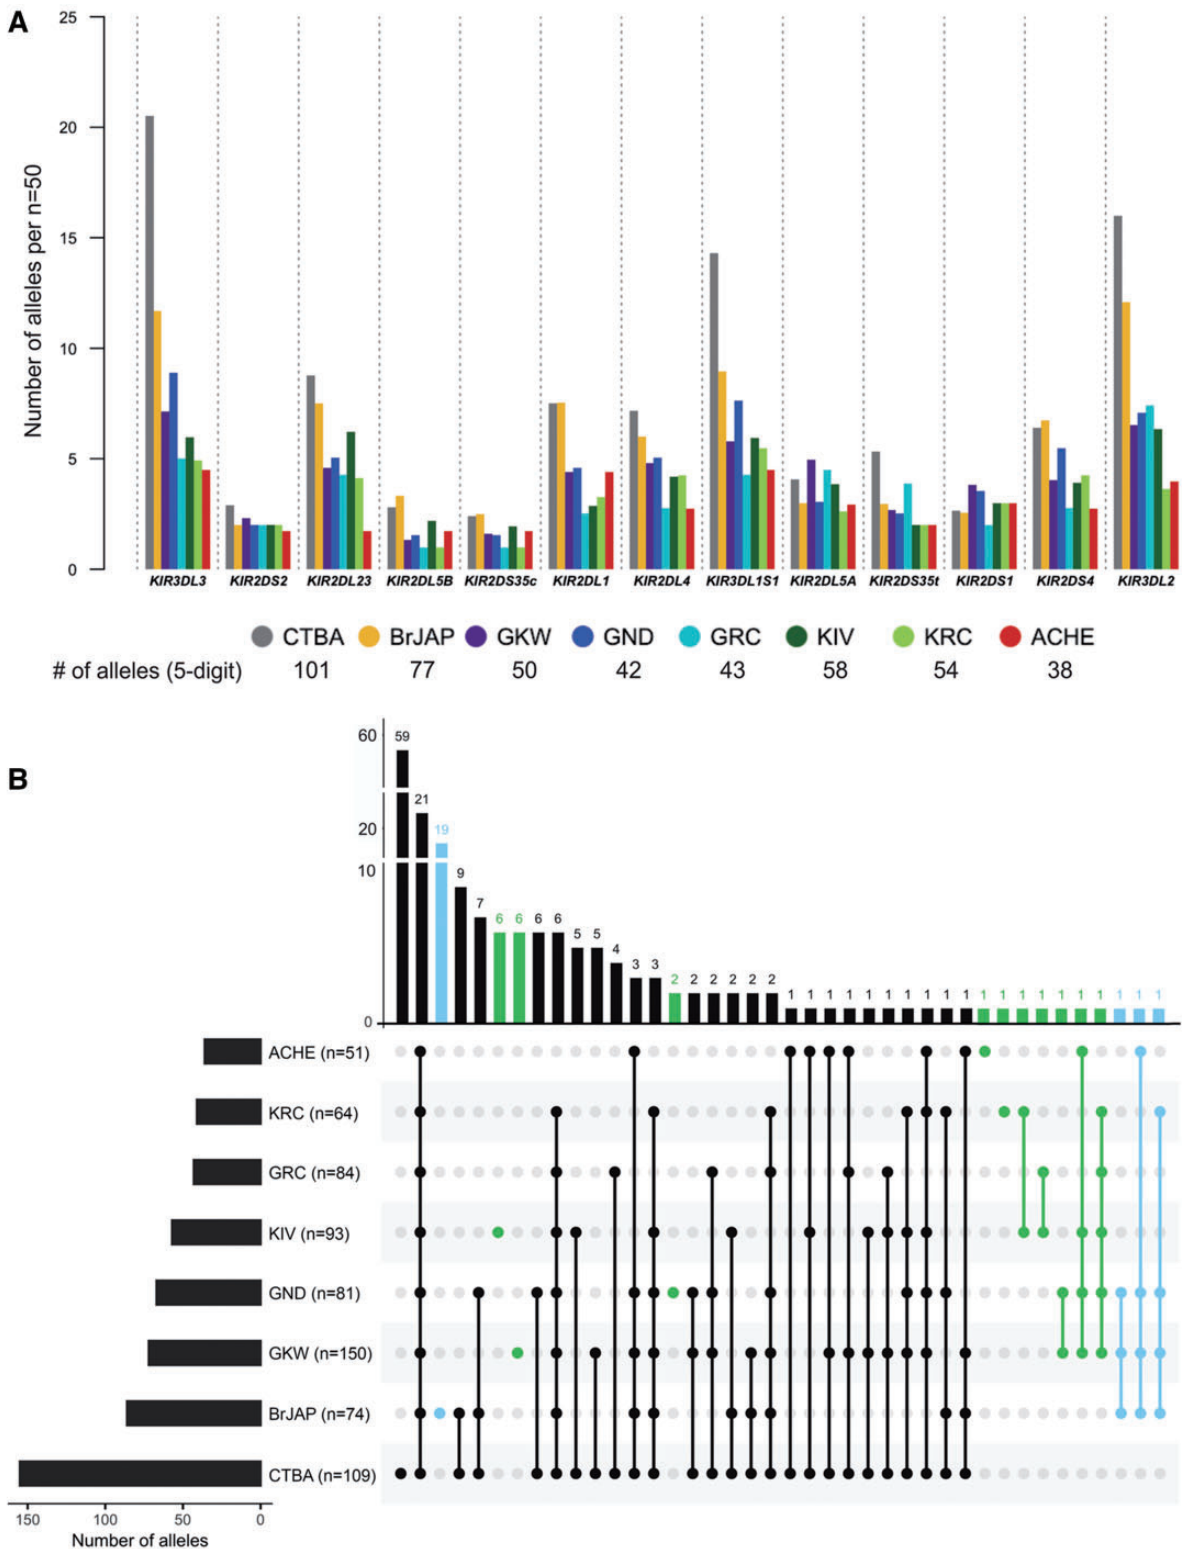 A
25
20
15
10
5
0
Number of alleles per n=50
KIR3DL3 KIR2DS2 KIR2DL23 KIR2DL5B KIR2DS35c KIR2DL1 KIR2DL4 KIR3DL1S1 KIR2DL5A KIR2DS35t KIR2DS1 KIR2DS4 KIR3DL2
CTBA BrJAP GKW GND GRC KIV KRC ACHE
# of alleles (5-digit) 101 77 50 42 43 58 54 38
B
60
20
10
0
59 21 19 9 7 6 6 6 6 5 5 4 3 3 2 2 2 2 2 2 1 1 1 1 1 1 1 1 1 1 1 1 1 1 1 1 1 1 1 1
ACHE (n=51)
KRC (n=64)
GRC (n=84)
KIV (n=93)
GND (n=81)
GKW (n=150)
BrJAP (n=74)
CTBA (n=109)
150 100 50 0
Number of alleles